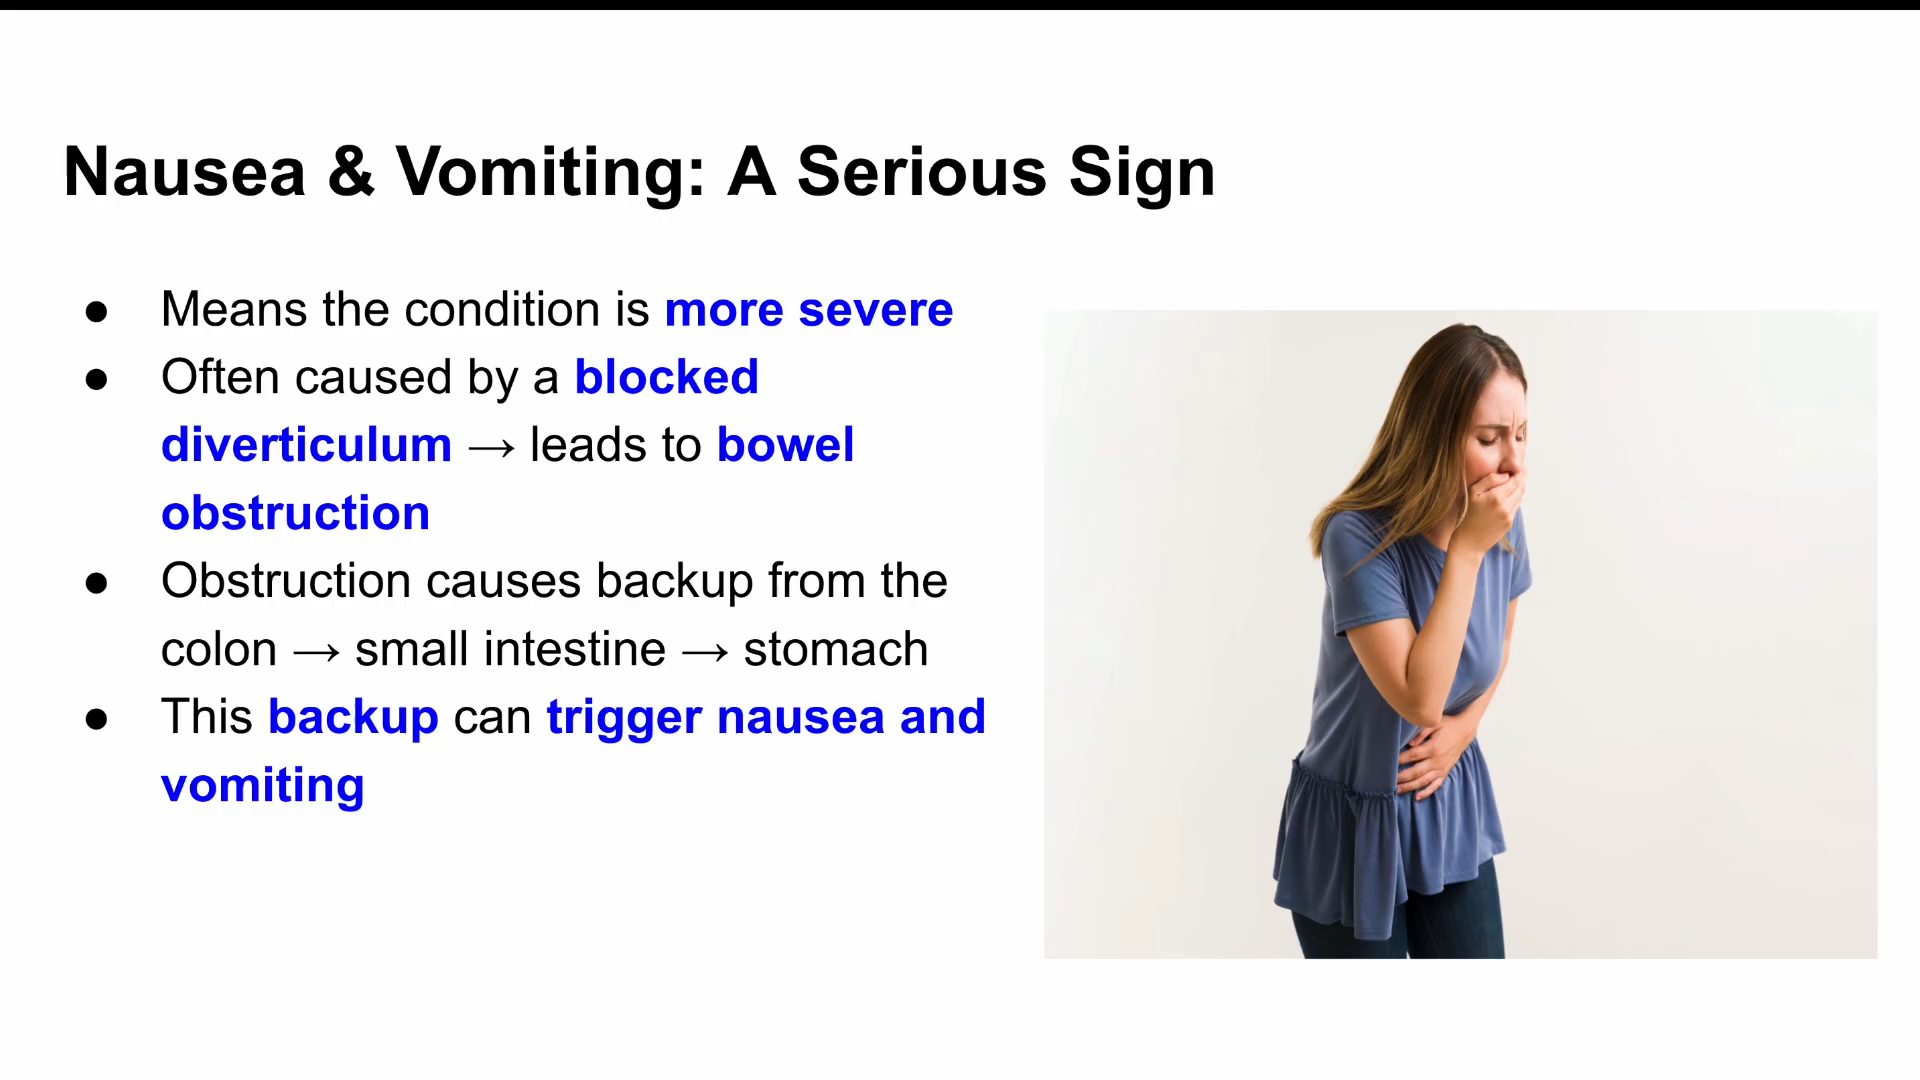 Nausea & Vomiting: A Serious Sign
● Means the condition is more severe
● Often caused by a blocked
diverticulum → leads to bowel
obstruction
● Obstruction causes backup from the
colon → small intestine → stomach
● This backup can trigger nausea and
vomiting